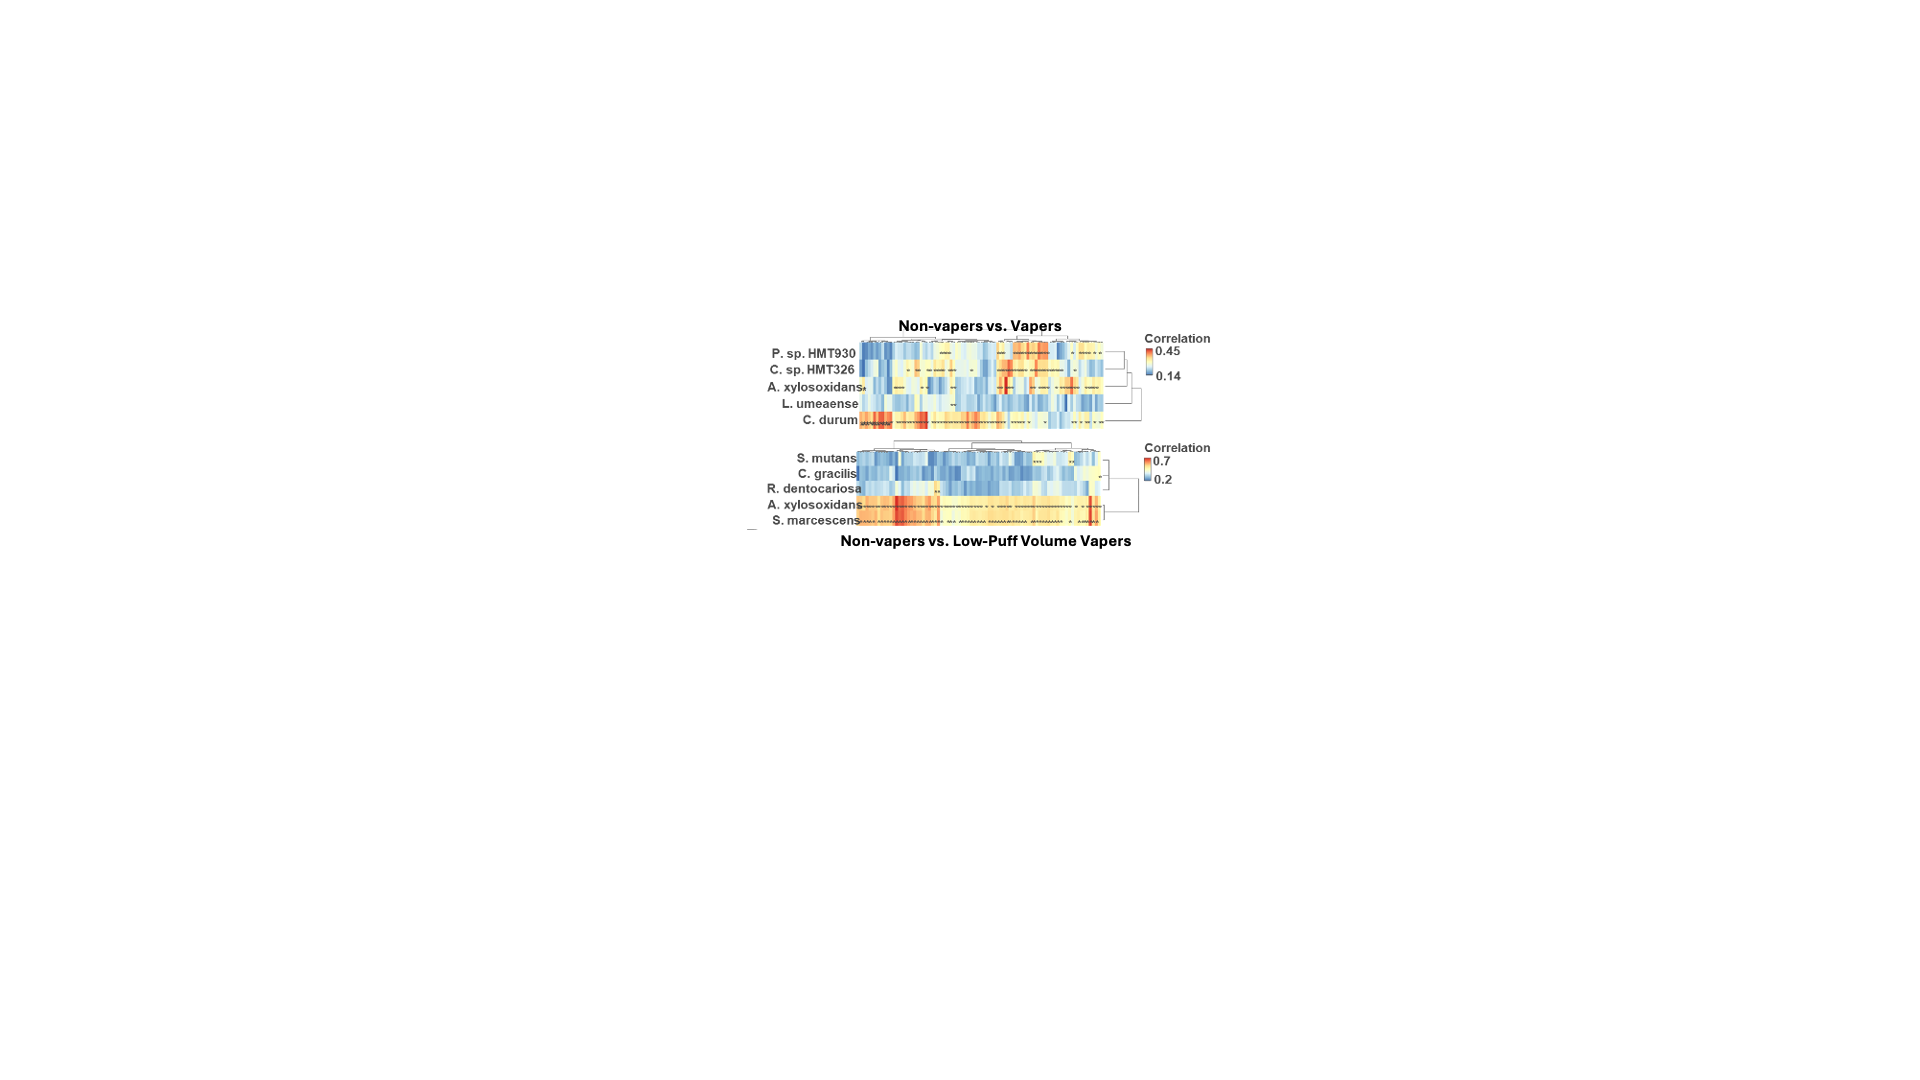 Non-vapers vs. Vapers
Correlation
0.45
0.14
P. sp. HMT930
C. sp. HMT326
A. xylosoxidans
L. umeaense
C. durum
Correlation
0.7
0.2
S. mutans
C. gracilis
R. dentocariosa
A. xylosoxidans
S. marcescens
Non-vapers vs. Low-Puff Volume Vapers